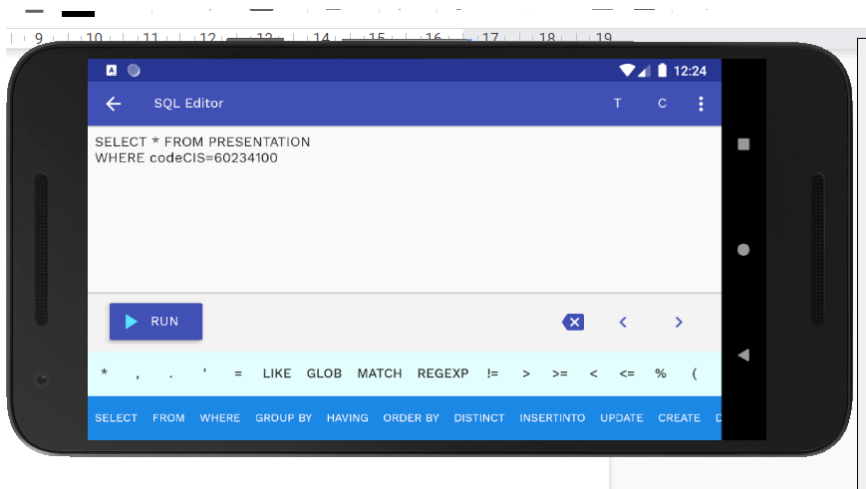 9 10 11 12 13 14 15 16 17 18 19
A 12:24
SQL Editor T C
SELECT * FROM PRESENTATION
WHERE codeCIS=60234100
RUN
* , . ' = LIKE GLOB MATCH REGEXP != > >= < <= % (
SELECT FROM WHERE GROUP BY HAVING ORDER BY DISTINCT INSERTINTO UPDATE CREATE